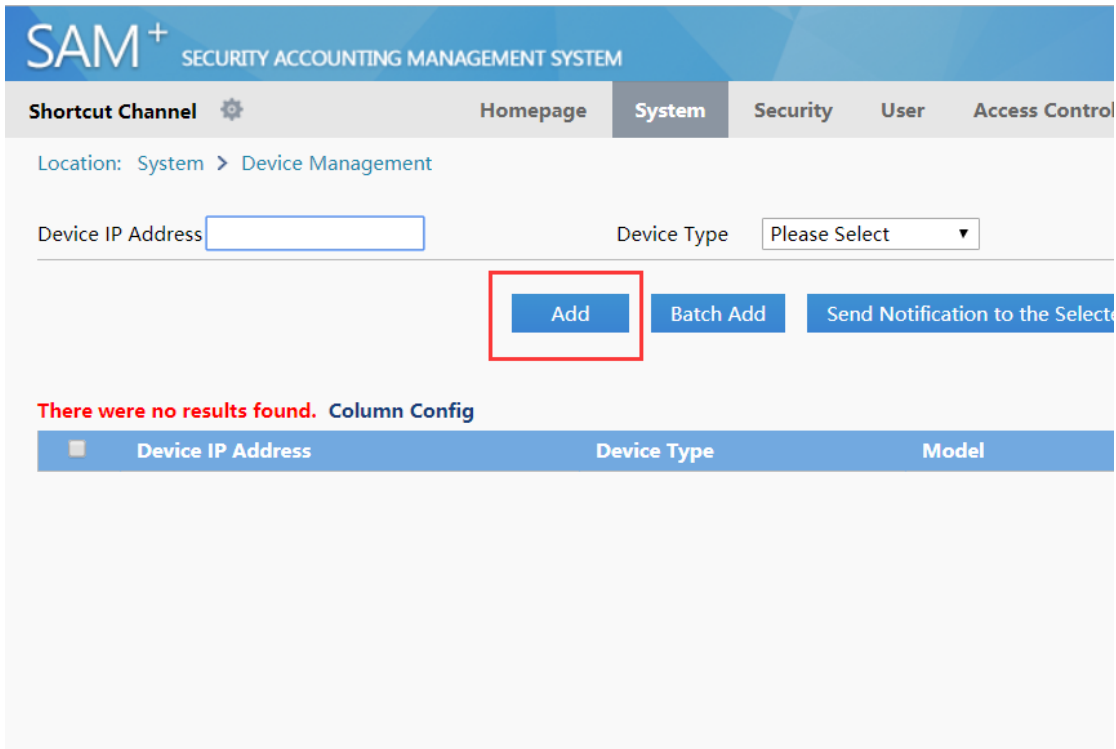 SAM+ SECURITY ACCOUNTING MANAGEMENT SYSTEM
Shortcut Channel Homepage System Security User Access Control
Location: System > Device Management
Device IP Address Device Type Please Select
Add Batch Add Send Notification to the Selecte
There were no results found. Column Config
Device IP Address Device Type Model